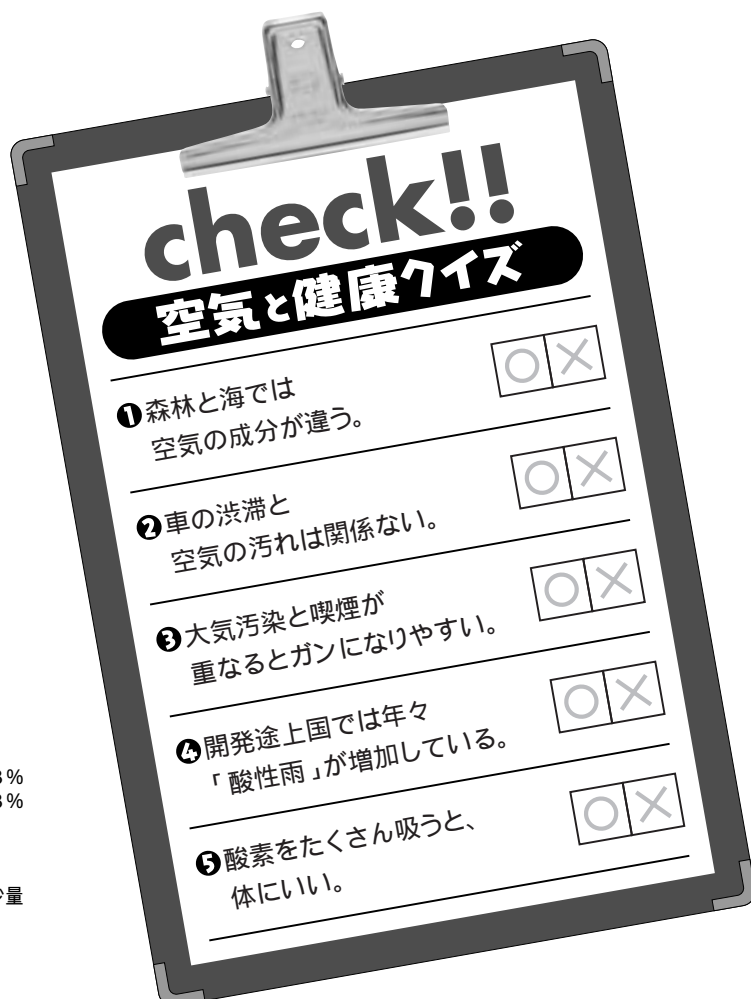 check!!
空気と健康クイズ
❶森林と海では
空気の成分が違う。
○×
❷車の渋滞と
空気の汚れは関係ない。
○×
❸大気汚染と喫煙が
重なるとガンになりやすい。
○×
❹開発途上国では年々
「酸性雨」が増加している。
○×
❺酸素をたくさん吸うと、
体にいい。
○×
%
%
量